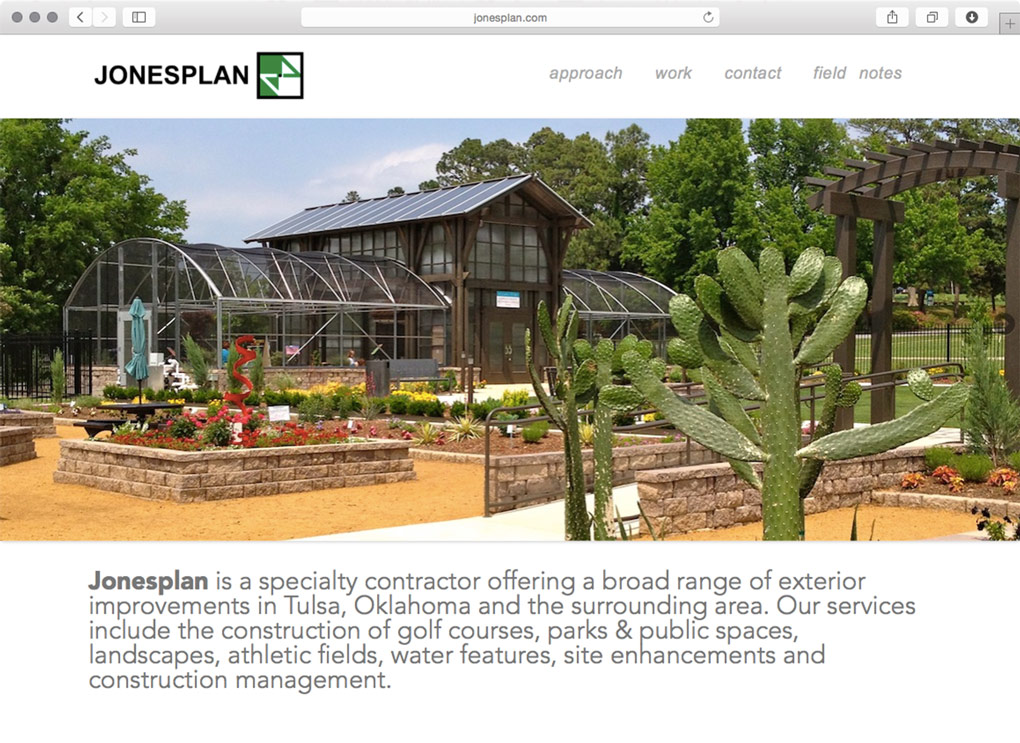 jonesplan.com
JONESPLAN
approach work contact field notes
Jonesplan is a specialty contractor offering a broad range of exterior
improvements in Tulsa, Oklahoma and the surrounding area. Our services
include the construction of golf courses, parks & public spaces,
landscapes, athletic fields, water features, site enhancements and
construction management.